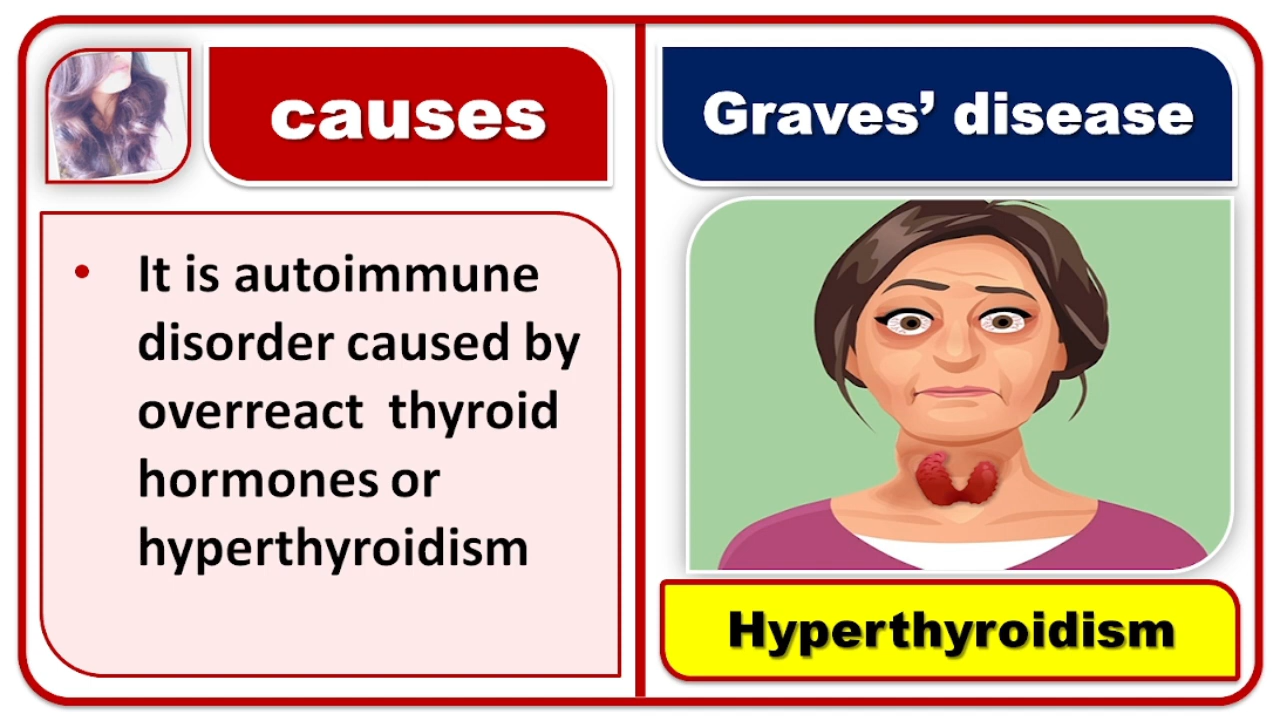 causes
Graves’ disease
• It is autoimmune
disorder caused by
overreact  thyroid
hormones or
hyperthyroidism
Hyperthyroidism